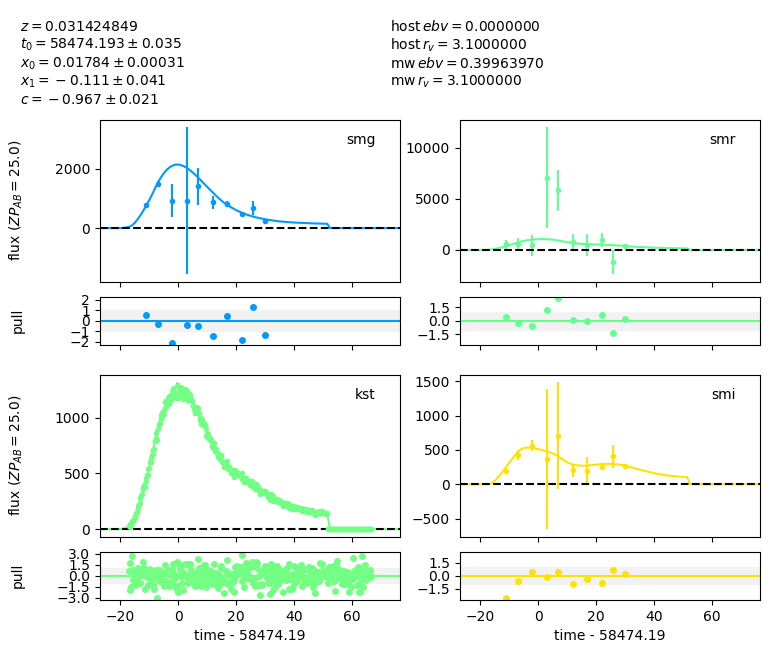 z = 0.031424849
t0 = 58474.193 ± 0.035
x0 = 0.01784 ± 0.00031
x1 = −0.111 ± 0.041
c = −0.967 ± 0.021
host ebv = 0.0000000
host rv = 3.1000000
mw ebv = 0.39963970
mw rv = 3.1000000
flux (ZPAB = 25.0)
smg
2000
0
smr
10000
5000
0
pull
2
1
0
−1
−2
1.5
0.0
−1.5
flux (ZPAB = 25.0)
kst
1000
500
0
smi
1500
1000
500
0
−500
pull
3.0
1.5
0.0
−1.5
−3.0
1.5
0.0
−1.5
−20 0 20 40 60
−20 0 20 40 60
time - 58474.19
time - 58474.19